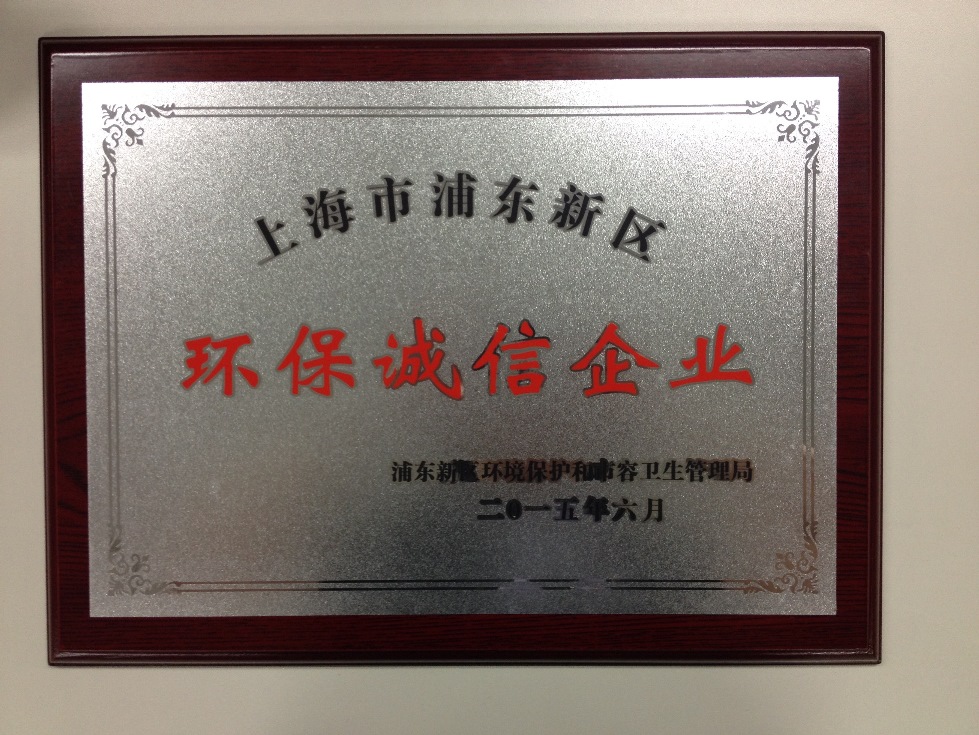 上海市浦东新区
环保诚信企业
浦东新区环境保护和市容卫生管理局
二0一五年六月